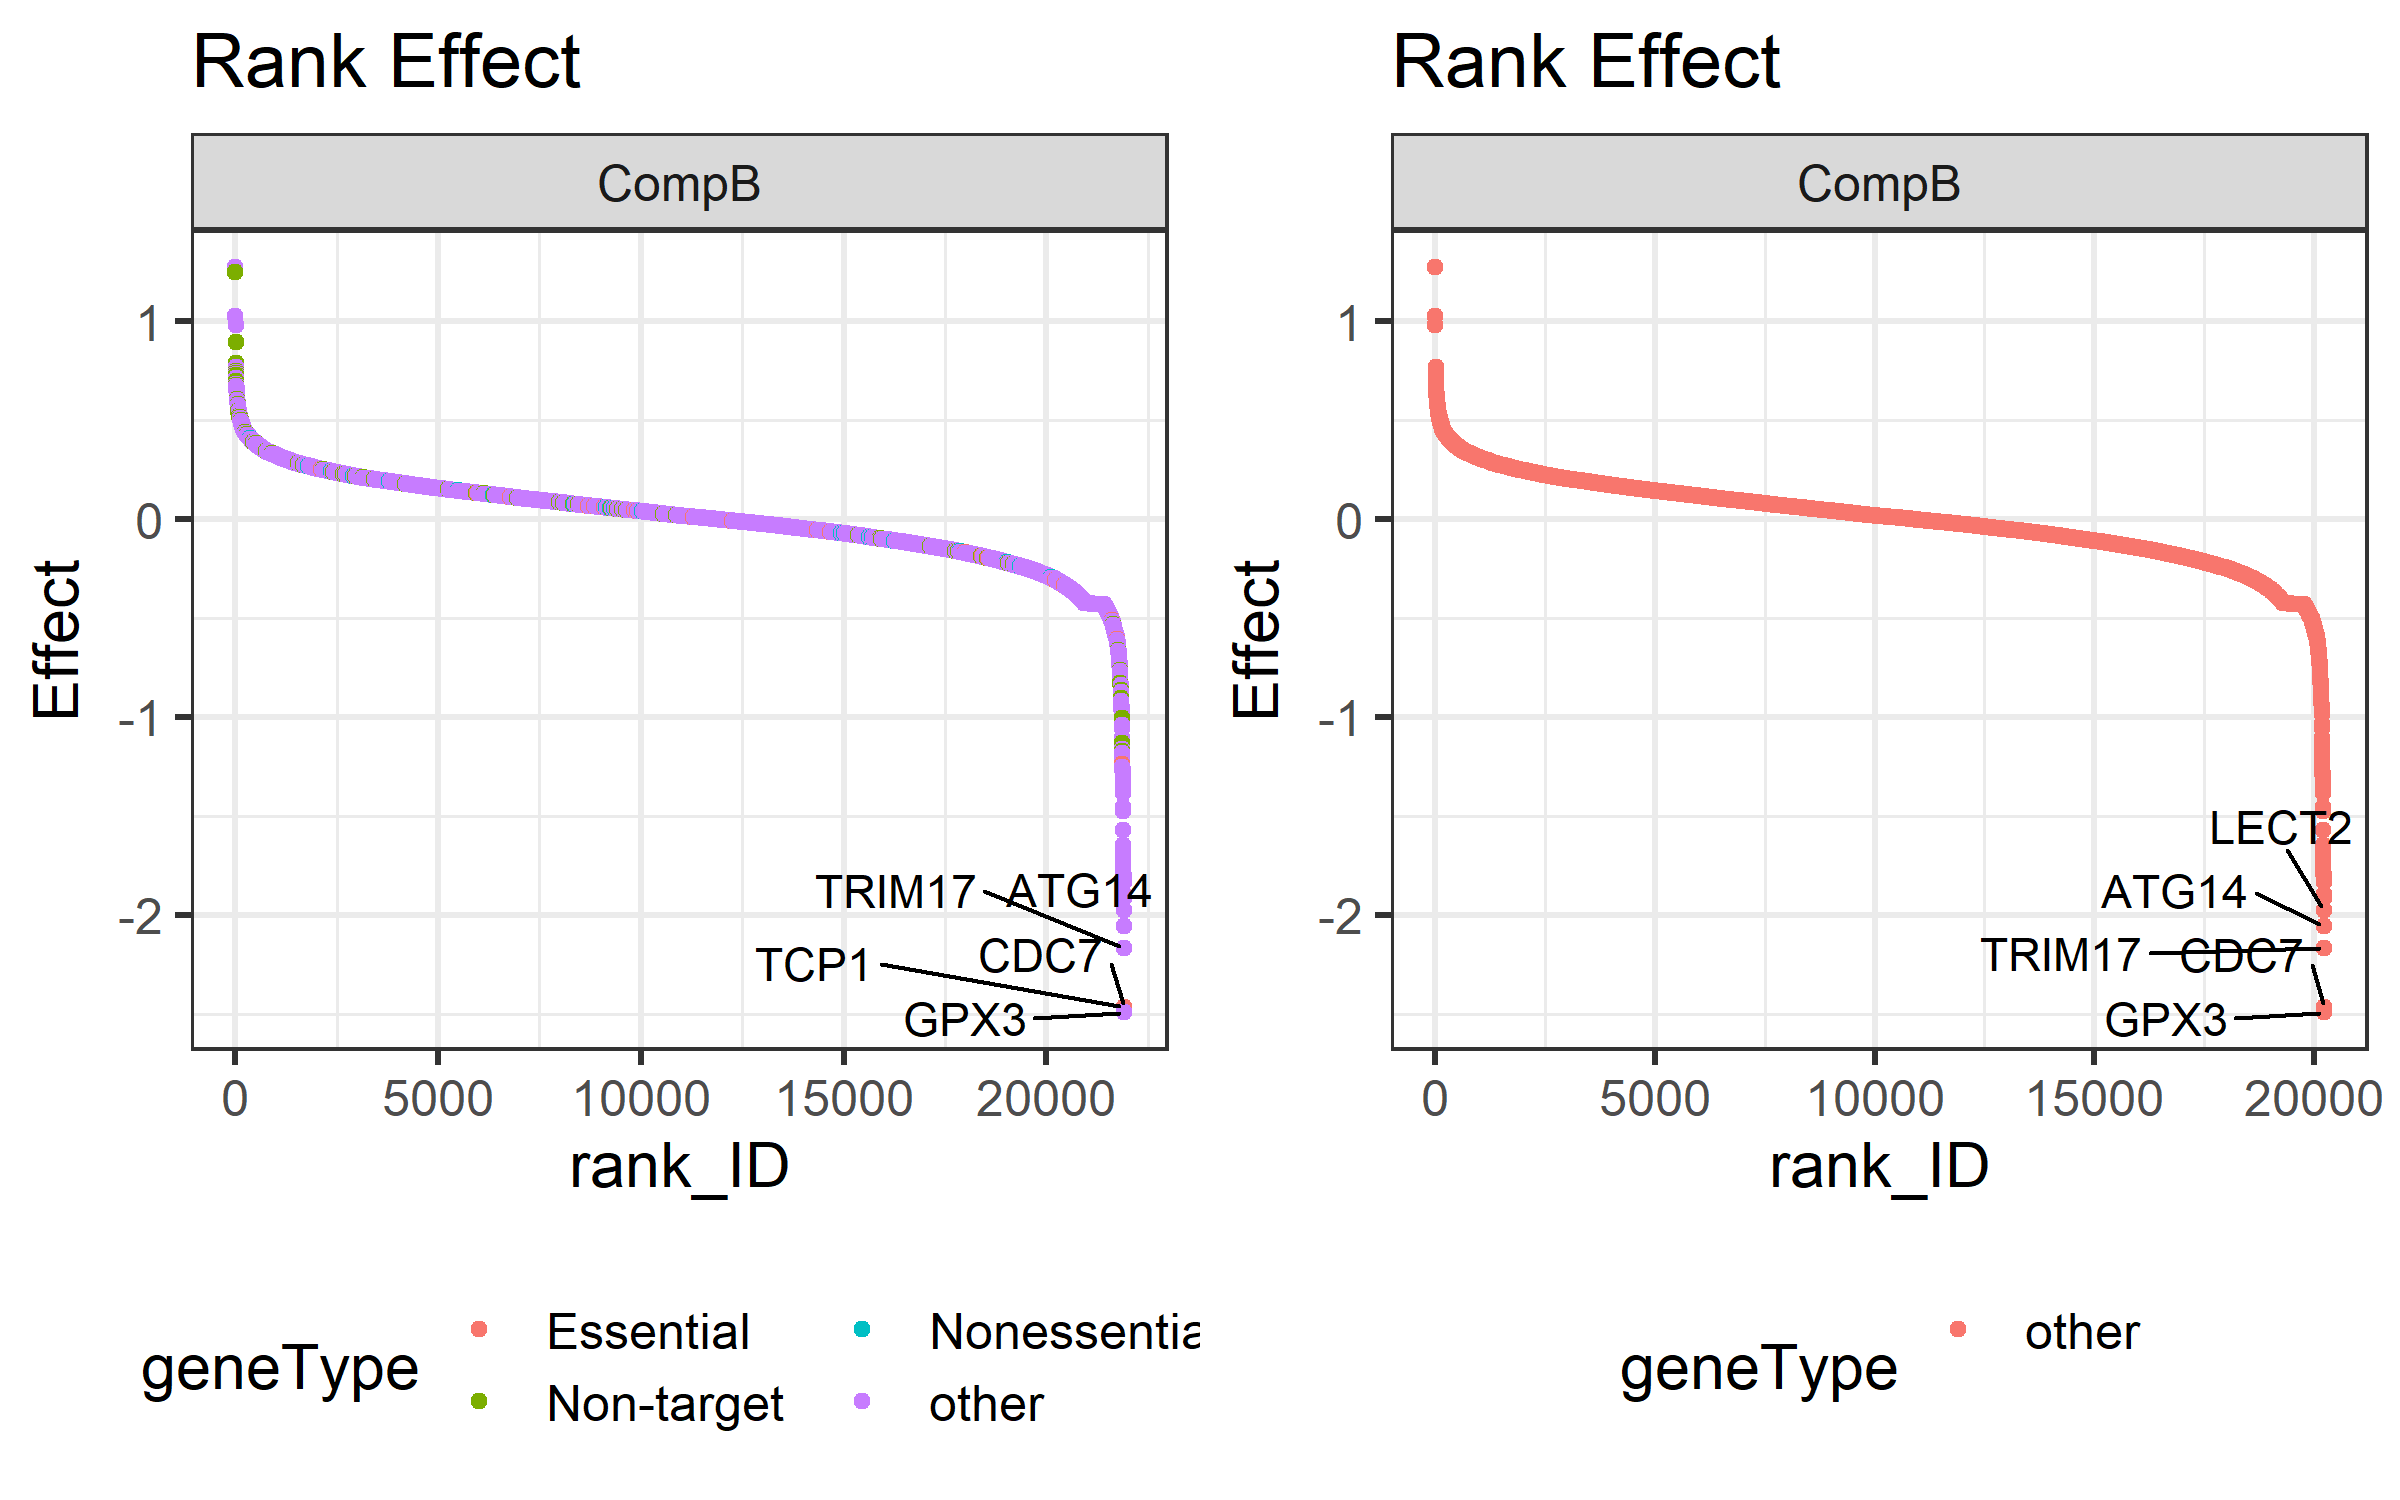 Rank Effect
CompB
Effect
1
0
-1
-2
TRIM17
ATG14
TCP1
CDC7
GPX3
0
5000
10000
15000
20000
rank_ID
geneType
Essential
Nonessentia
Non-target
other
Rank Effect
CompB
Effect
1
0
-1
-2
LECT2
ATG14
TRIM17
CDC7
GPX3
0
5000
10000
15000
20000
rank_ID
geneType
other